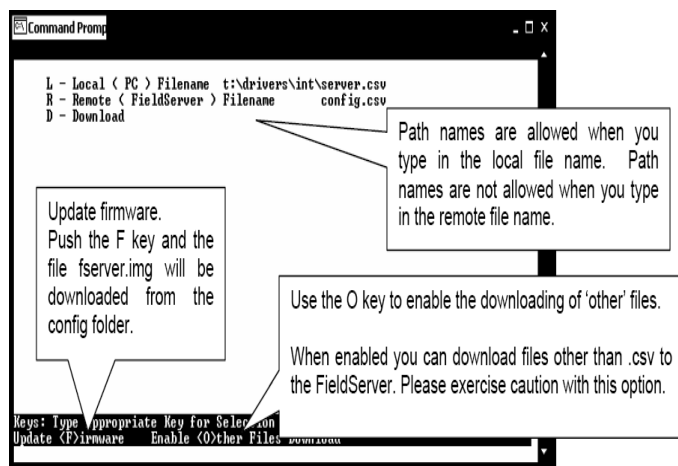 Command Promp
L - Local ( PC ) Filename t:\drivers\int\server.csv
R - Remote ( FieldServer ) Filename config.csv
D - Download
Path names are allowed when you
type in the local file name. Path
names are not allowed when you type
in the remote file name.
Update firmware.
Push the F key and the
file fserver.img will be
downloaded from the
config folder.
Use the O key to enable the downloading of ‘other’ files.
When enabled you can download files other than .csv to
the FieldServer. Please exercise caution with this option.
Keys: Type appropriate Key for Selection
Update (F)irmware Enable (O)ther Files Download